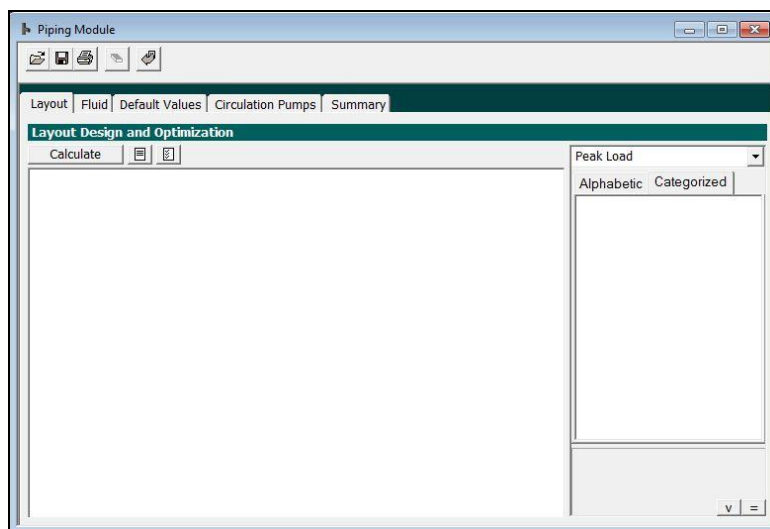 Piping Module
Layout Fluid Default Values Circulation Pumps Summary
Layout Design and Optimization
Calculate
Peak Load
Alphabetic Categorized
v =